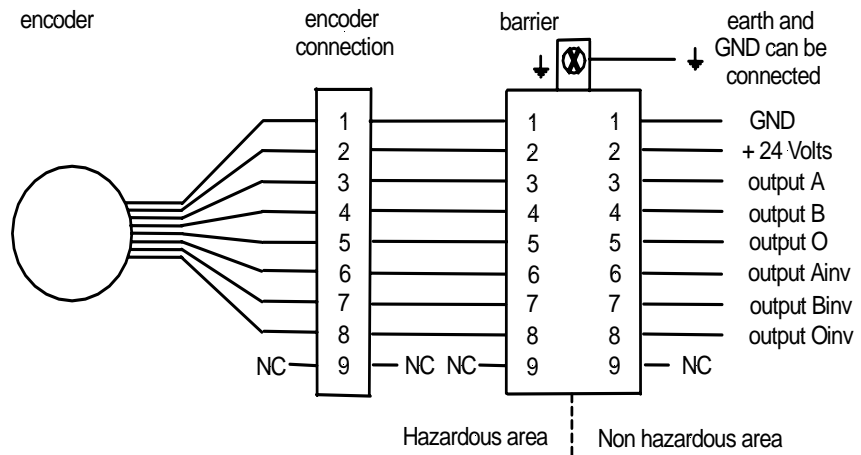 encoder
encoder
connection
barrier
earth and
GND can be
connected
1 1 1 GND
2 2 2 + 24 Volts
3 3 3 output A
4 4 4 output B
5 5 5 output O
6 6 6 output Ainv
7 7 7 output Binv
8 8 8 output Oinv
NC 9 NC NC 9 9 NC
Hazardous area Non hazardous area